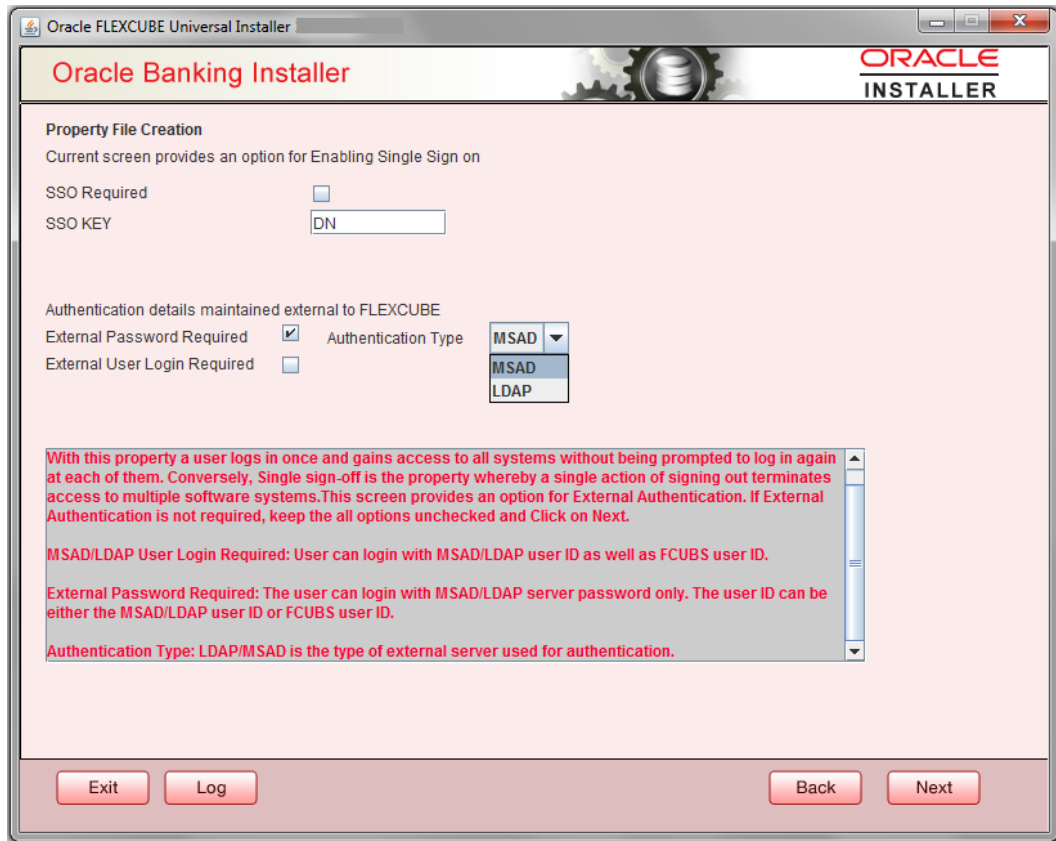 Oracle FLEXCUBE Universal Installer
Oracle Banking Installer
ORACLE
INSTALLER
Property File Creation
Current screen provides an option for Enabling Single Sign on
SSO Required
SSO KEY DN
Authentication details maintained external to FLEXCUBE
External Password Required Authentication Type MSAD
External User Login Required
MSAD
LDAP
With this property a user logs in once and gains access to all systems without being prompted to log in again
at each of them. Conversely, Single sign-off is the property whereby a single action of signing out terminates
access to multiple software systems.This screen provides an option for External Authentication. If External
Authentication is not required, keep the all options unchecked and Click on Next.
MSAD/LDAP User Login Required: User can login with MSAD/LDAP user ID as well as FCUBS user ID.
External Password Required: The user can login with MSAD/LDAP server password only. The user ID can be
either the MSAD/LDAP user ID or FCUBS user ID.
Authentication Type: LDAP/MSAD is the type of external server used for authentication.
Exit Log Back Next